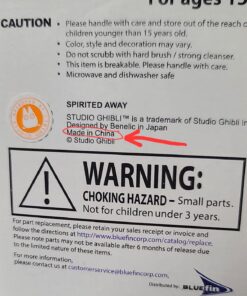 For ages 15
CAUTION • Please handle with care and store out of the reach o
children younger than 15 years old.
• Color, style and decoration may vary.
• Do not scrub with hard brush / strong cleanser.
• This item is breakable. Please handle with care.
• Microwave and dishwasher safe
SPIRITED AWAY
STUDIO GHIBLI™ is a trademark of Studio Ghibli In
Designed by Benelic in Japan
Made in China
© Studio Ghibli
WARNING:
CHOKING HAZARD – Small parts.
Not for children under 3 years.
For part replacement, please retain your sales receipt or invoice and
follow the directions at http://www.bluefincorp.com/catalog/replace.
Please note parts may not be available after 6 months of release due
to the limited nature of these items.
For more information,
please contact us at customerservice@bluefincorp.com.
Distributed by: BLUEfin